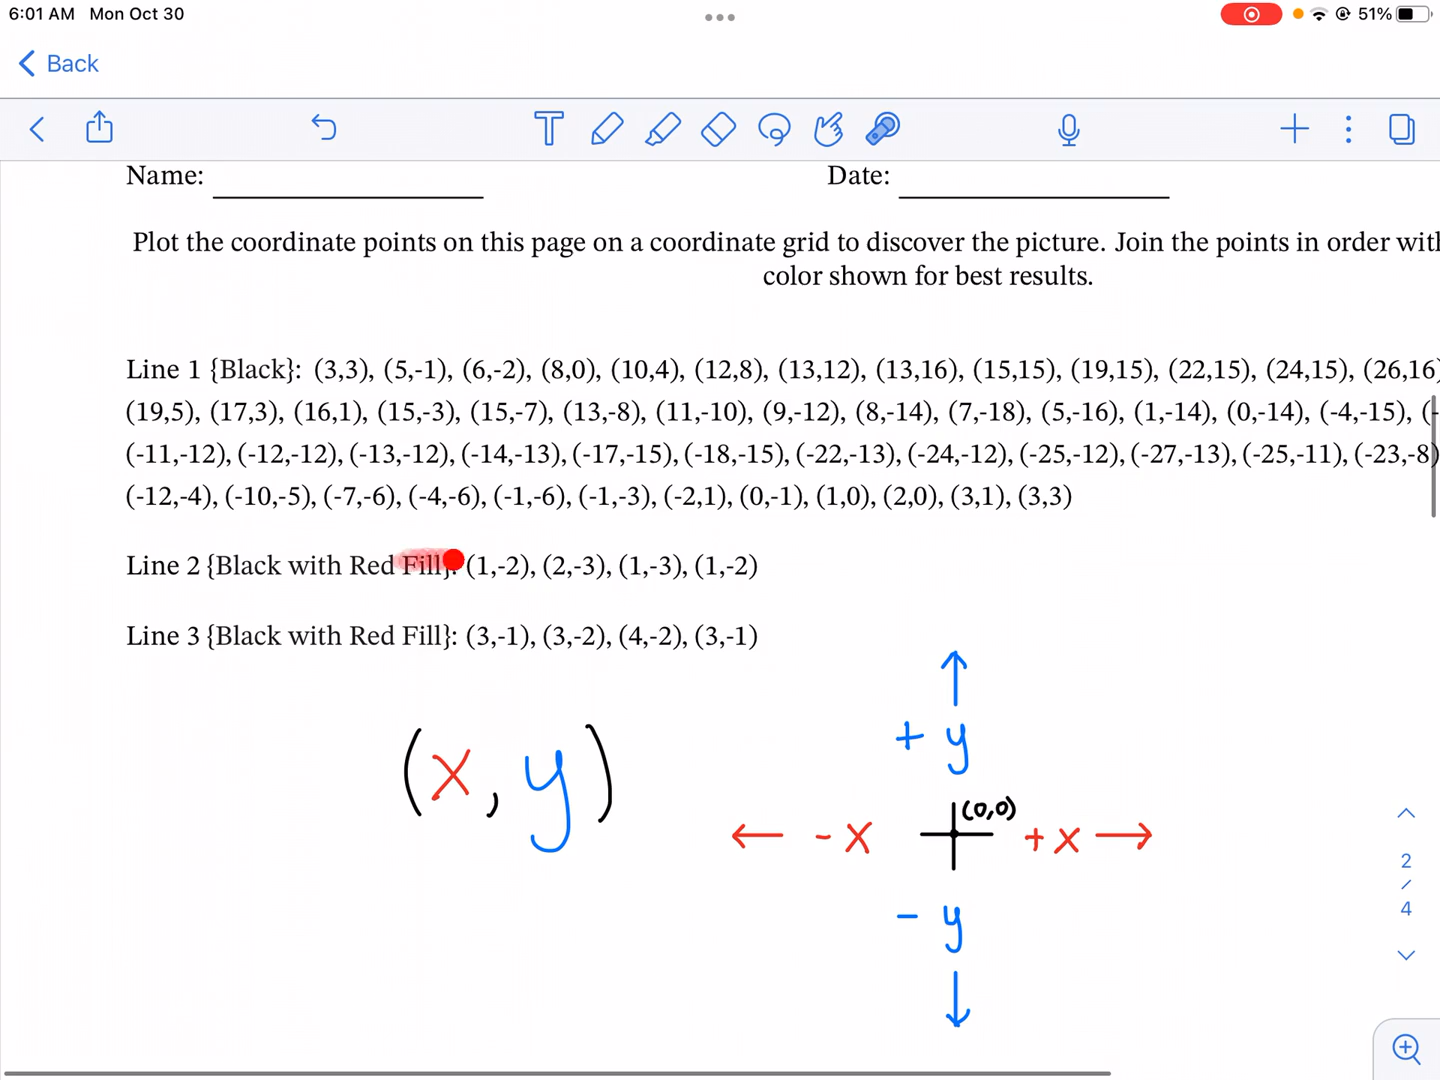 6:01 AM Mon Oct 30
51%
Back
Name:
Date:
Plot the coordinate points on this page on a coordinate grid to discover the picture. Join the points in order with
color shown for best results.
Line 1 {Black}: (3,3), (5,-1), (6,-2), (8,0), (10,4), (12,8), (13,12), (13,16), (15,15), (19,15), (22,15), (24,15), (26,16)
(19,5), (17,3), (16,1), (15,-3), (15,-7), (13,-8), (11,-10), (9,-12), (8,-14), (7,-18), (5,-16), (1,-14), (0,-14), (-4,-15), (-
(-11,-12), (-12,-12), (-13,-12), (-14,-13), (-17,-15), (-18,-15), (-22,-13), (-24,-12), (-25,-12), (-27,-13), (-25,-11), (-23,-8)
(-12,-4), (-10,-5), (-7,-6), (-4,-6), (-1,-6), (-1,-3), (-2,1), (0,-1), (1,0), (2,0), (3,1), (3,3)
Line 2 {Black with Red Fill}: (1,-2), (2,-3), (1,-3), (1,-2)
Line 3 {Black with Red Fill}: (3,-1), (3,-2), (4,-2), (3,-1)
(x, y)
+ y
(0,0)
- x
+ x
- y
2
/
4